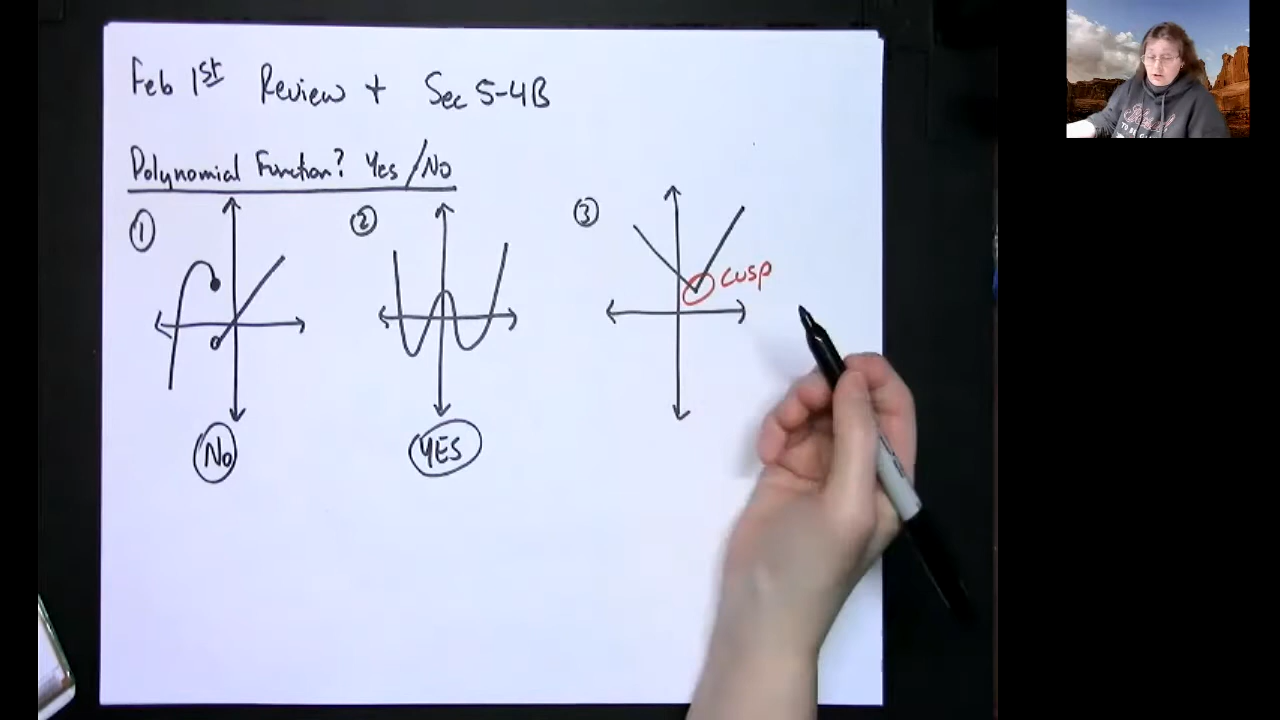 Feb 1st Review + Sec 5-4B
Polynomial Function? Yes/No
1 2 3
cusp
No YES